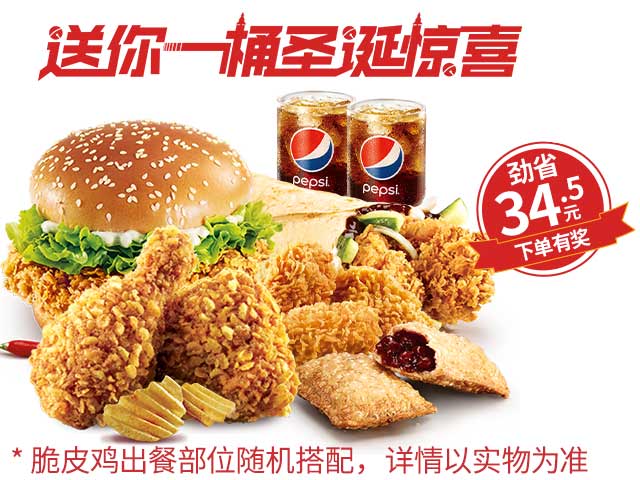 送你一桶圣诞惊喜
pepsi
pepsi
劲省
34.5元
下单有奖
* 脆皮鸡出餐部位随机搭配，详情以实物为准